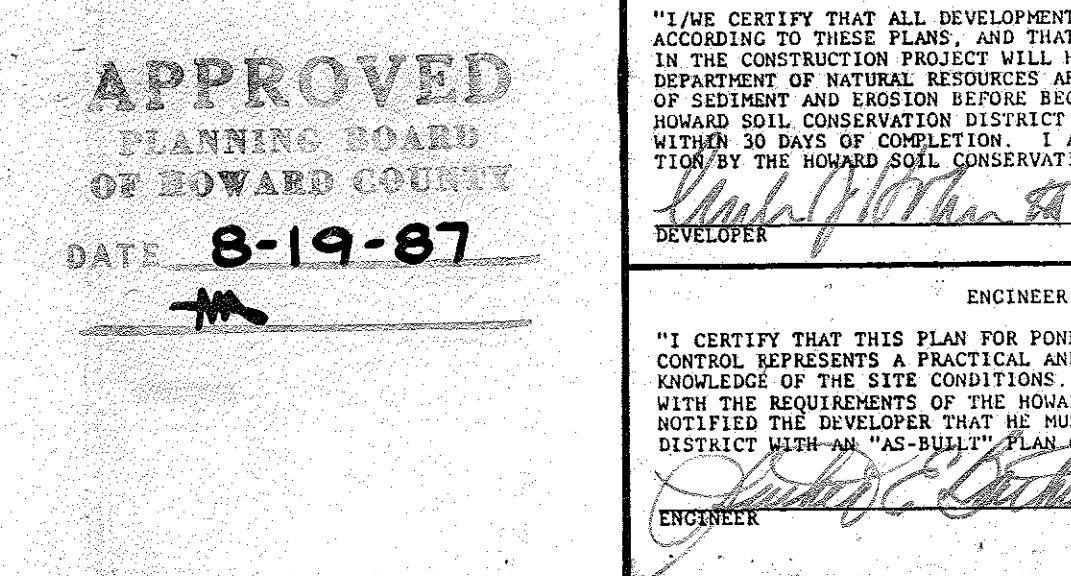 APPROVED
PLANNING BOARD
OF HOWARD COUNTY
DATE 8-19-87
"I/WE CERTIFY THAT ALL DEVELOPMENT
ACCORDING TO THESE PLANS, AND THAT
IN THE CONSTRUCTION PROJECT WILL H
DEPARTMENT OF NATURAL RESOURCES AP
OF SEDIMENT AND EROSION BEFORE BEG
HOWARD SOIL CONSERVATION DISTRICT
WITHIN 30 DAYS OF COMPLETION. I A
TION BY THE HOWARD SOIL CONSERVATI
DEVELOPER
ENGINEER
"I CERTIFY THAT THIS PLAN FOR POND
CONTROL REPRESENTS A PRACTICAL AND
KNOWLEDGE OF THE SITE CONDITIONS.
WITH THE REQUIREMENTS OF THE HOWA
NOTIFIED THE DEVELOPER THAT HE MUS
DISTRICT WITH AN "AS-BUILT" PLAN
ENGINEER